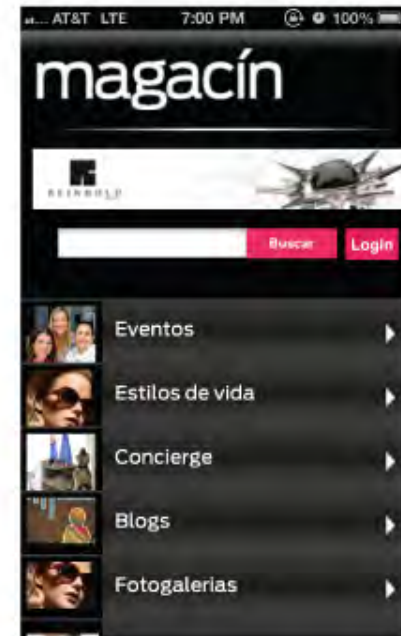 AT&T LTE 7:00 PM 100%
magacín
REINHOLD
Buscar Login
Eventos
Estilos de vida
Concierge
Blogs
Fotogalerias